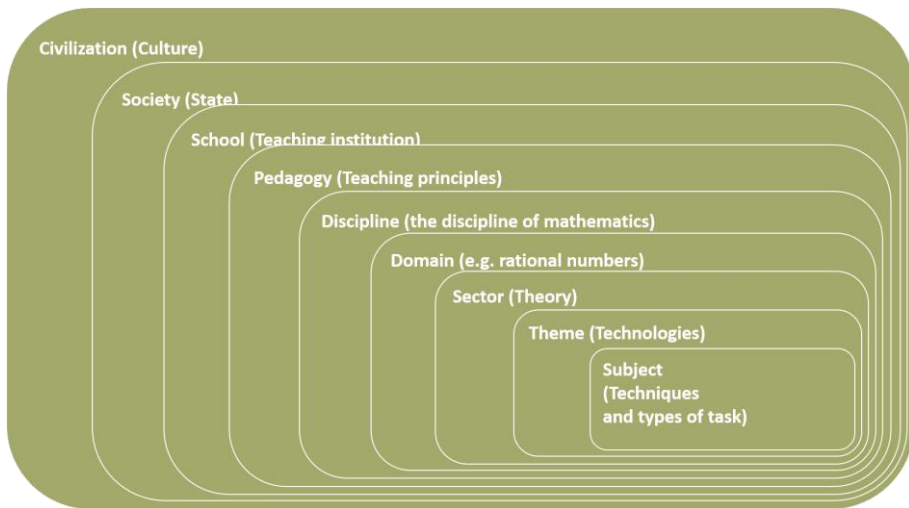 Civilization (Culture)
Society (State)
School (Teaching institution)
Pedagogy (Teaching principles)
Discipline (the discipline of mathematics)
Domain (e.g. rational numbers)
Sector (Theory)
Theme (Technologies)
Subject
(Techniques
and types of task)